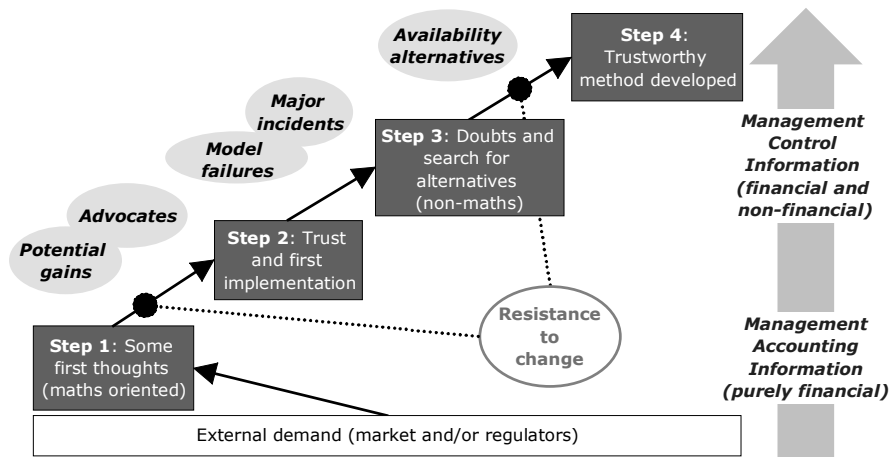 Availability
alternatives
Step 4:
Trustworthy
method developed
Major
incidents
Model
failures
Step 3: Doubts and
search for
alternatives
(non-maths)
Management
Control
Information
(financial and
non-financial)
Advocates
Potential
gains
Step 2: Trust
and first
implementation
Resistance
to
change
Step 1: Some
first thoughts
(maths oriented)
Management
Accounting
Information
(purely financial)
External demand (market and/or regulators)